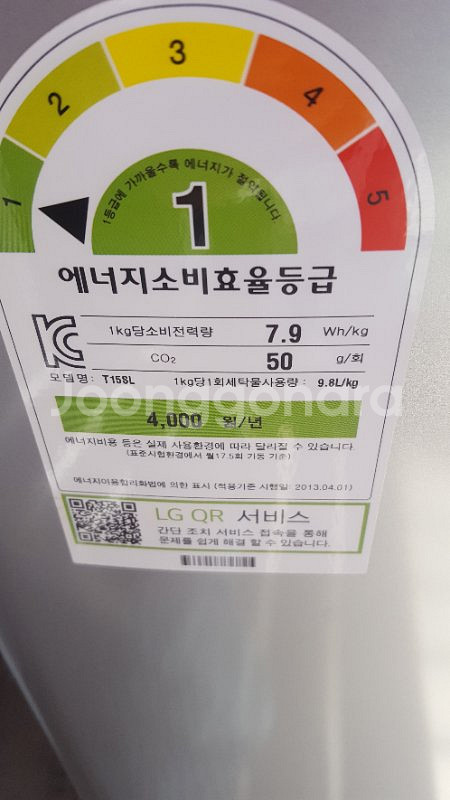 1
2
3
4
5
1등급에 가까울수록 에너지가 절약됩니다
1
에너지소비효율등급
1kg당소비전력량 7.9 Wh/kg
CO₂ 50 g/회
모델명: T15SL 1kg당1회세탁물사용량: 9.8L/kg
Joonggonara
4,000 원/년
에너지비용 등은 실제 사용환경에 따라 달라질 수 있습니다.
(표준시험환경에서 월17.5회 가동 기준)
에너지이용합리화법에 의한 표시 (적용기준 시행일: 2013.04.01)
LG QR 서비스
간단 조치 서비스 접속을 통해
문제를 쉽게 해결 할 수 있습니다.